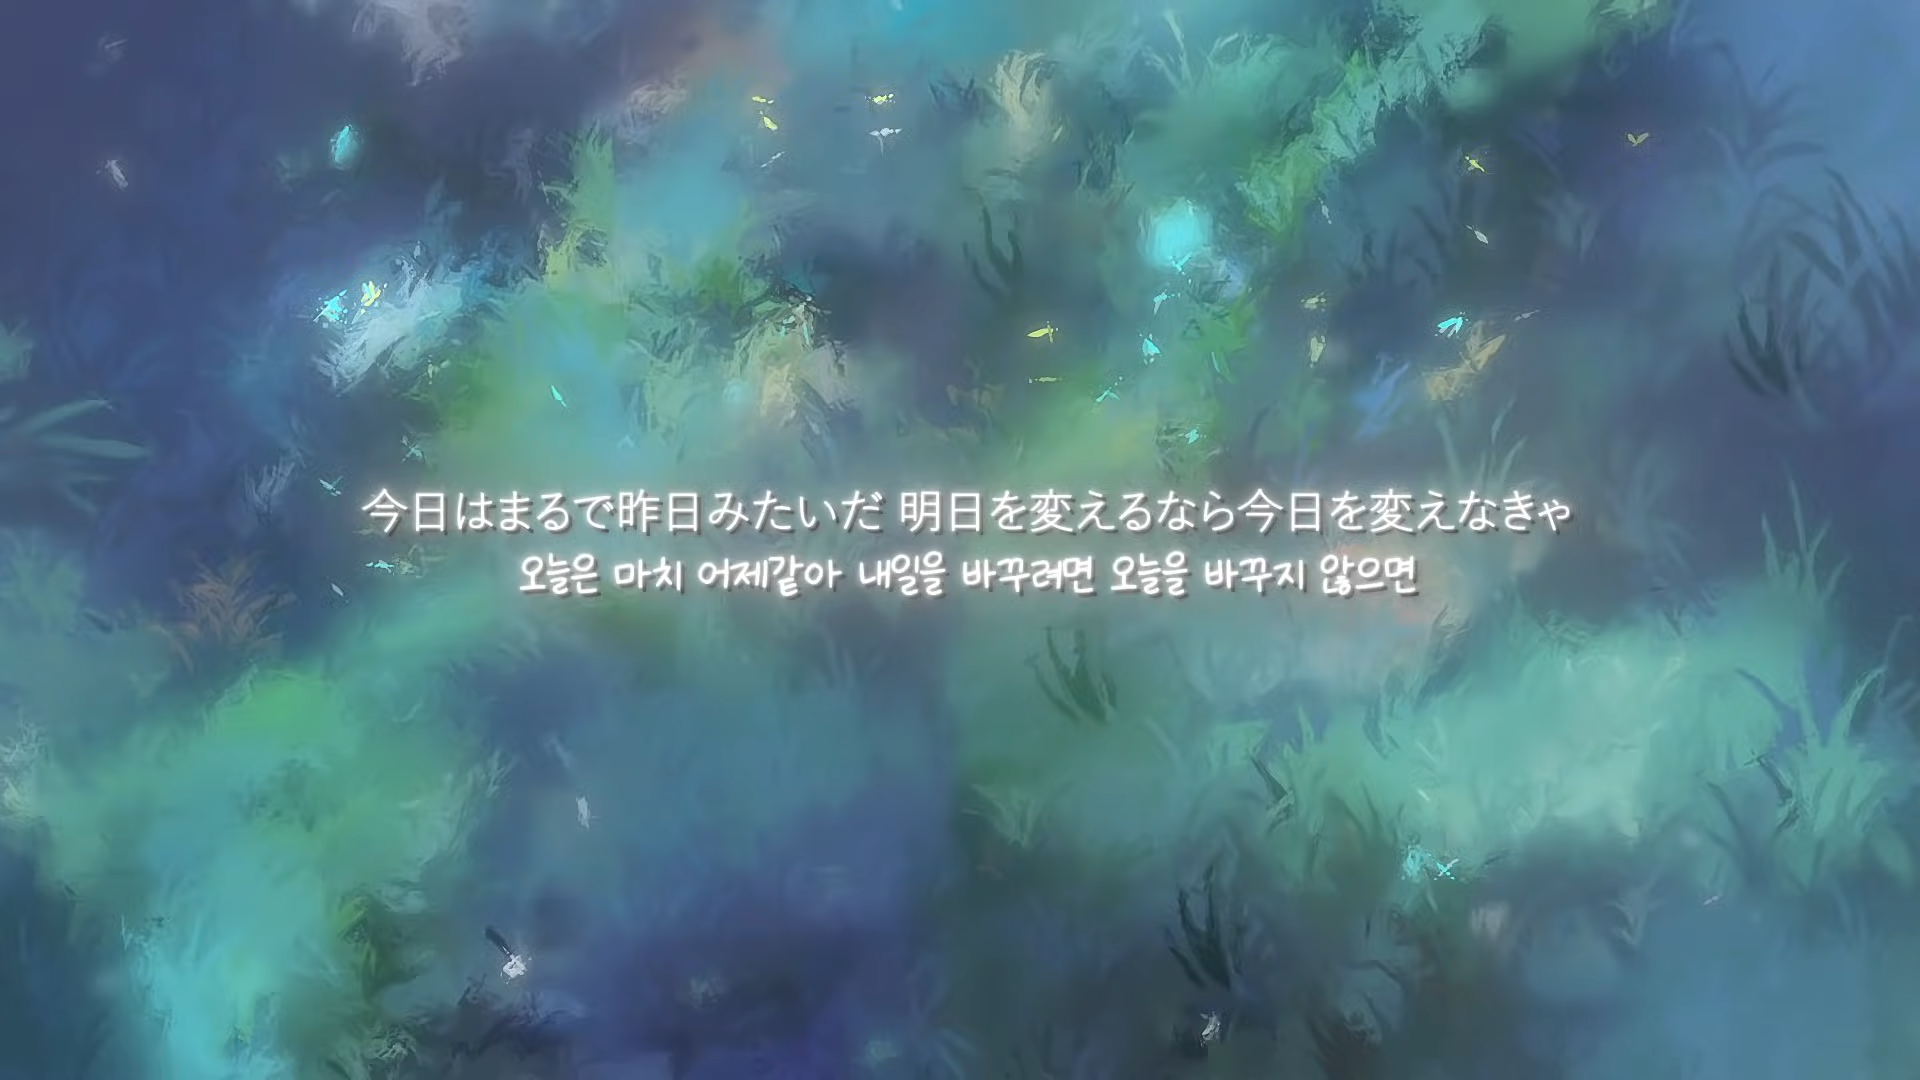 今日はまるで昨日みたいだ 明日を変えるなら今日を変えなきゃ
오늘은 마치 어제같아 내일을 바꾸려면 오늘을 바꾸지 않으면